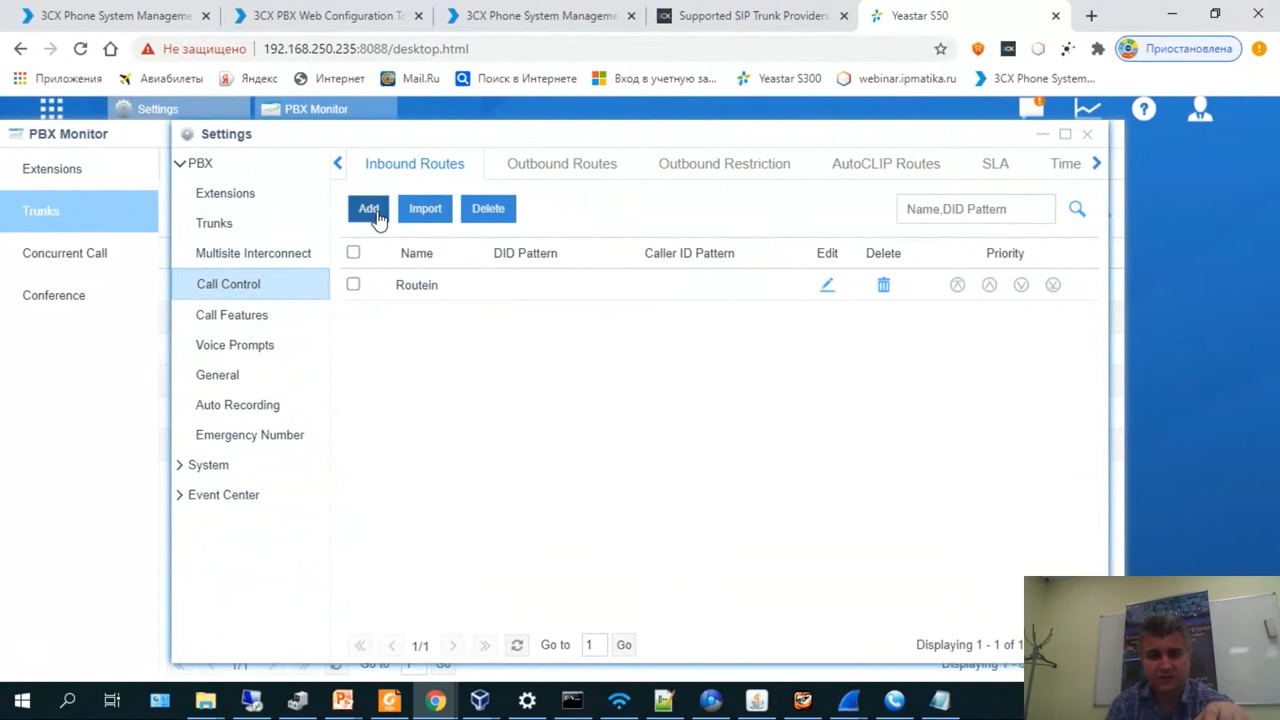 3CX Phone System Manageme
3CX PBX Web Configuration To
3CX Phone System Manageme
Supported SIP Trunk Providers
Yeastar S50
Не защищено
192.168.250.235:8088/desktop.html
Приостановлена
Приложения
Авиабилеты
Яндекс
Интернет
Mail.Ru
Поиск в Интернете
Вход в учетную за...
Yeastar S300
webinar.ipmatika.ru
3CX Phone System...
Settings
PBX Monitor
PBX Monitor
Extensions
Trunks
Concurrent Call
Conference
Settings
PBX
Extensions
Trunks
Multisite Interconnect
Call Control
Call Features
Voice Prompts
General
Auto Recording
Emergency Number
System
Event Center
Inbound Routes
Outbound Routes
Outbound Restriction
AutoCLIP Routes
SLA
Time
Add
Import
Delete
Name,DID Pattern
Name
DID Pattern
Caller ID Pattern
Edit
Delete
Priority
Routein
1/1
Go to
1
Go
Displaying 1 - 1 of 1